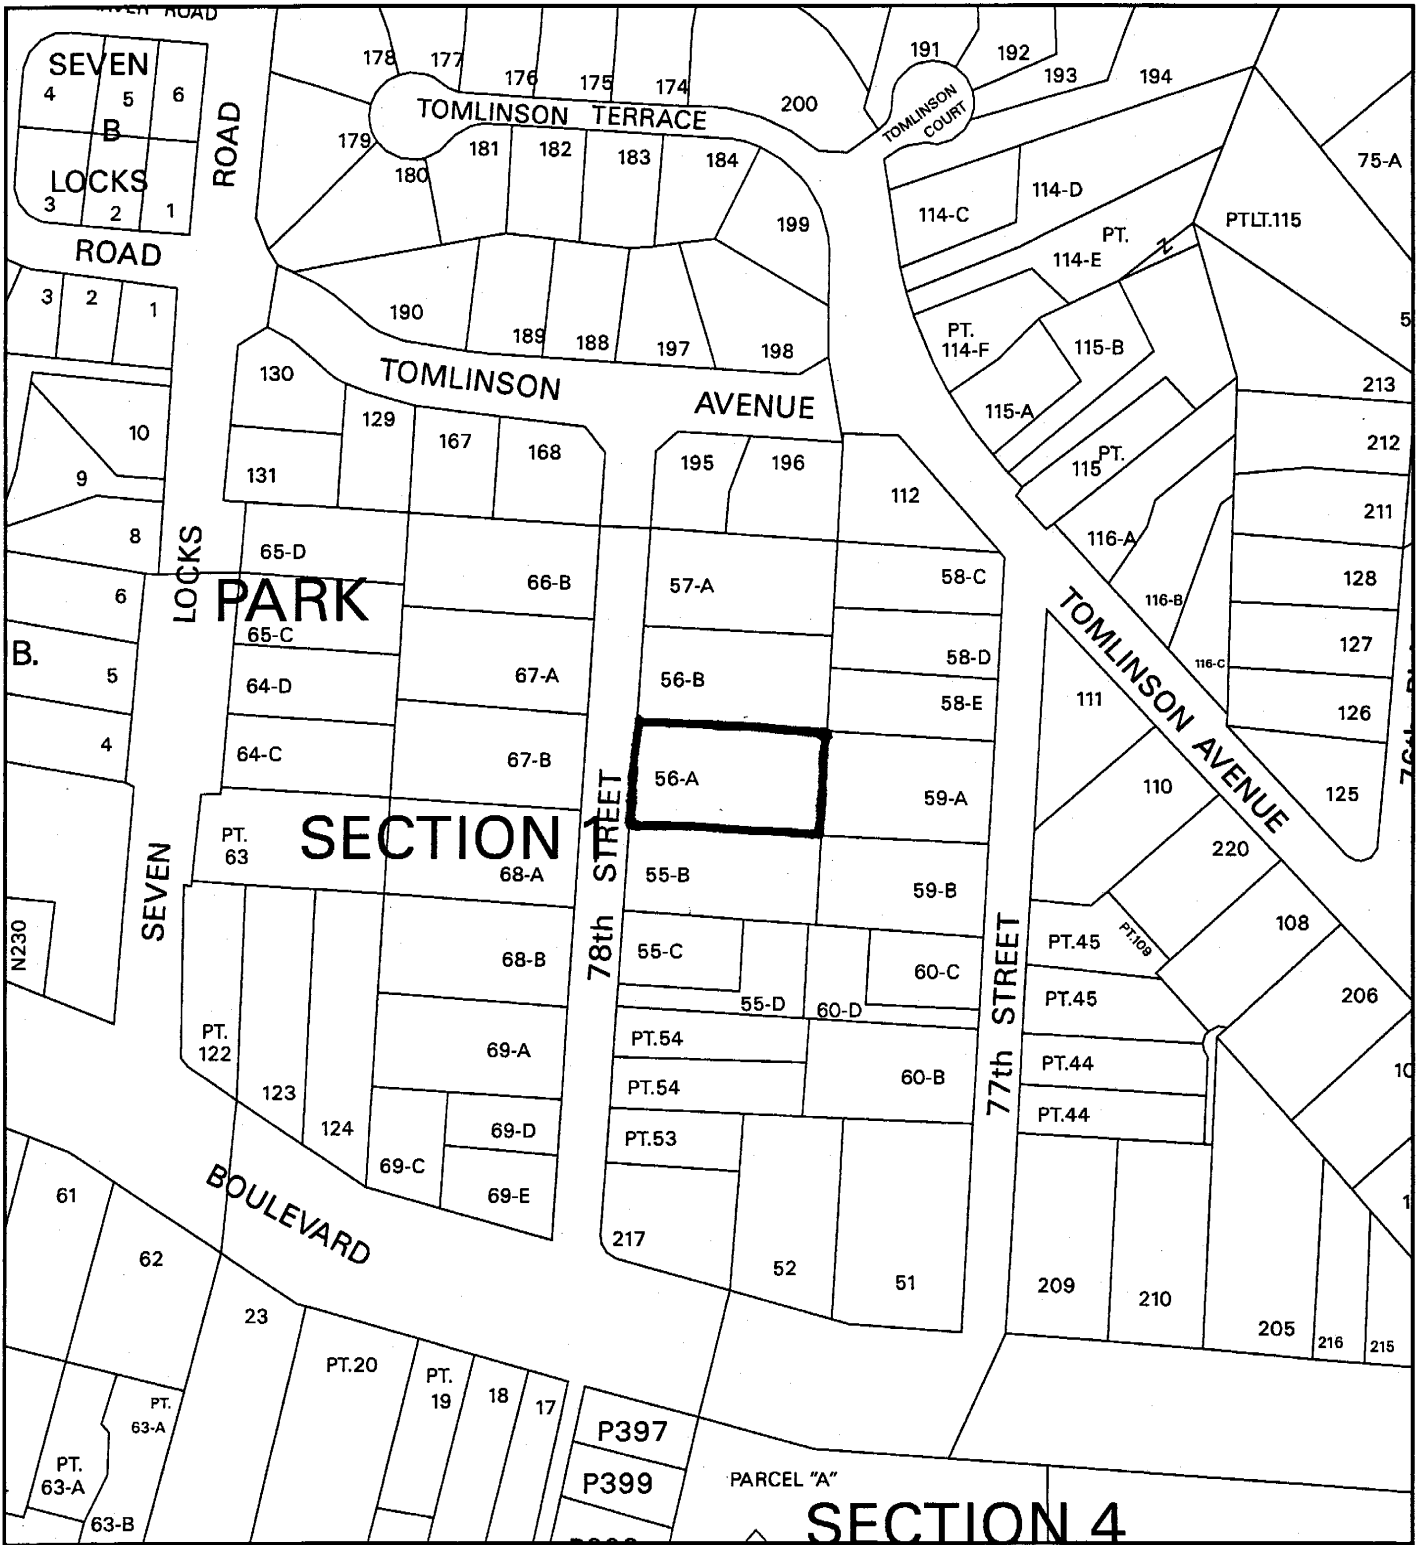 ROAD
SEVEN
4
5
6
B
LOCKS
3
2
1
ROAD
ROAD
3
2
1
10
9
8
6
B.
5
4
N230
178
177
176
175
174
200
TOMLINSON TERRACE
179
180
181
182
183
184
199
190
189
188
197
198
191
192
193
194
TOMLINSON
COURT
75-A
114-D
114-C
PT.
114-E
Z
PTLT.115
PT.
114-F
115-B
115-A
PT.
115
116-A
116-B
116-C
5
213
212
211
128
127
126
125
TOMLINSON AVENUE
130
129
167
168
131
195
196
112
LOCKS
PARK
65-D
65-C
64-D
64-C
66-B
67-A
67-B
57-A
56-B
56-A
58-C
58-D
58-E
59-A
TOMLINSON AVENUE
111
110
220
108
206
10
1
SECTION 1
SEVEN
PT.
63
68-A
68-B
69-A
69-D
69-C
69-E
78th STREET
55-B
59-B
55-C
60-C
55-D
60-D
PT.54
PT.54
60-B
PT.53
217
52
51
77th STREET
PT.45
PT.109
PT.45
PT.44
PT.44
209
210
205
216
215
PT.
122
123
124
BOULEVARD
61
62
23
PT.20
PT.
19
18
17
PT.
63-A
PT.
63-A
63-B
P397
P399
PARCEL "A"
SECTION 4